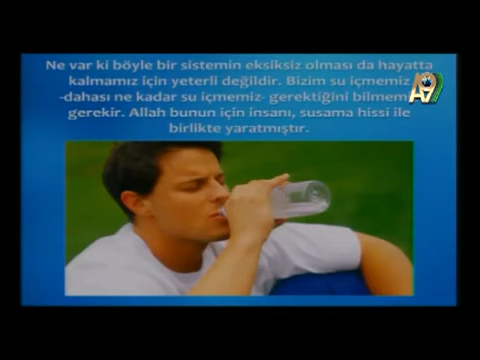 Ne var ki böyle bir sistemin eksiksiz olması da hayatta
kalmamız için yeterli değildir. Bizim su içmemiz
-dahası ne kadar su içmemiz- gerektiğini bilmemiz
gerekir. Allah bunun için insanı, susama hissi ile
birlikte yaratmıştır.
A9